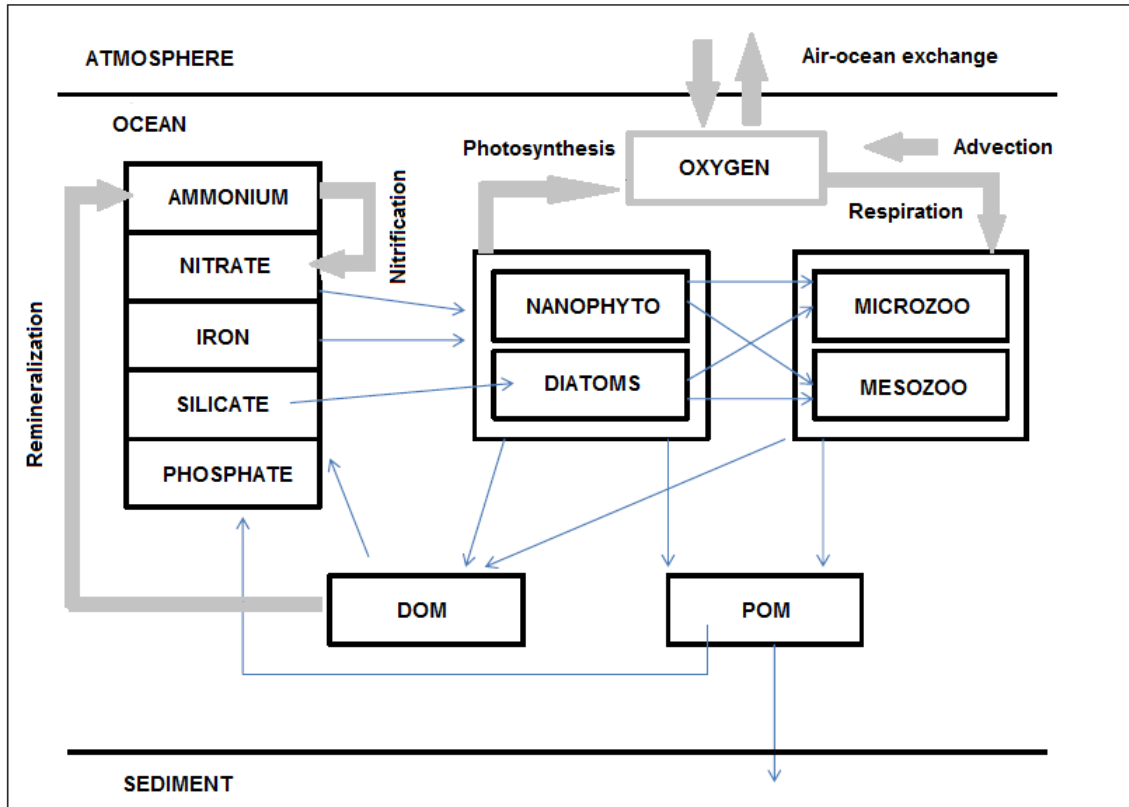 ATMOSPHERE
Air-ocean exchange
OCEAN
Photosynthesis
OXYGEN
Advection
AMMONIUM
Respiration
Nitrification
NITRATE
NANOPHYTO
MICROZOO
IRON
Remineralization
DIATOMS
MESOZOO
SILICATE
PHOSPHATE
DOM
POM
SEDIMENT